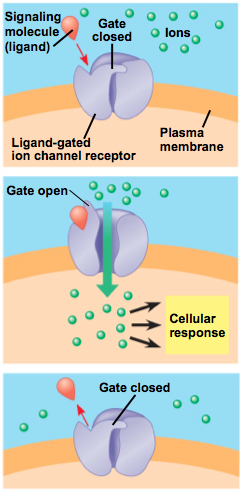 Signaling
molecule
(ligand)
Gate
closed
Ions
Ligand-gated
ion channel receptor
Plasma
membrane
Gate open
Cellular
response
Gate closed